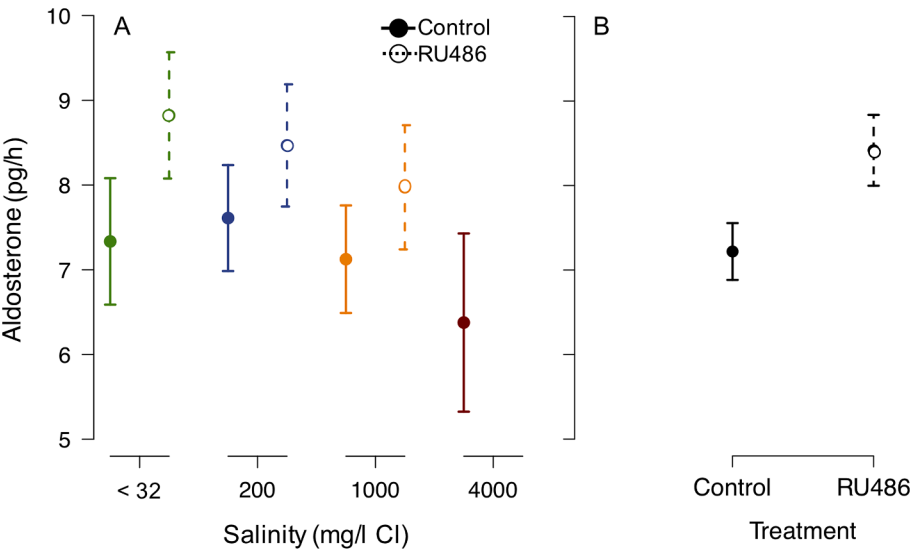 A
B
Control
RU486
10
9
8
7
6
5
Aldosterone (pg/h)
< 32
200
1000
4000
Salinity (mg/l Cl)
Control
RU486
Treatment